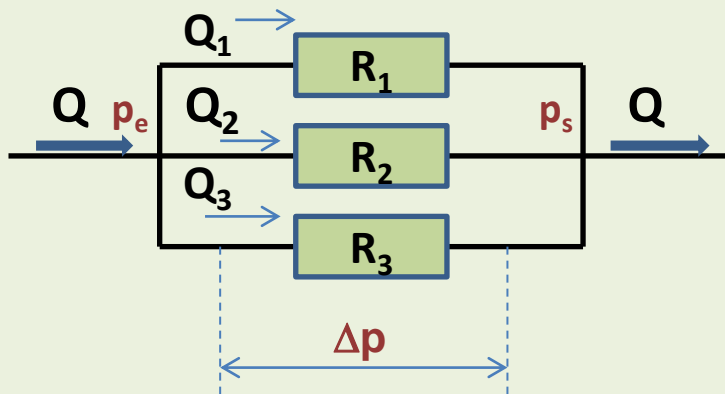 Q₁
R₁
Q pₑ Q₂ pₛ Q
R₂
Q₃
R₃
Δp